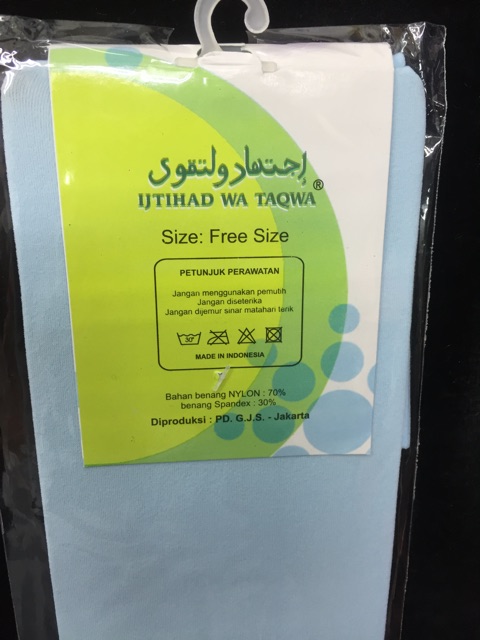 إجتهاد ولتقوى
IJTIHAD WA TAQWA ®
Size: Free Size
PETUNJUK PERAWATAN
Jangan menggunakan pemutih
Jangan diseterika
Jangan dijemur sinar matahari terik
30°
MADE IN INDONESIA
Bahan benang NYLON : 70%
benang Spandex : 30%
Diproduksi : PD. G.J.S. - Jakarta